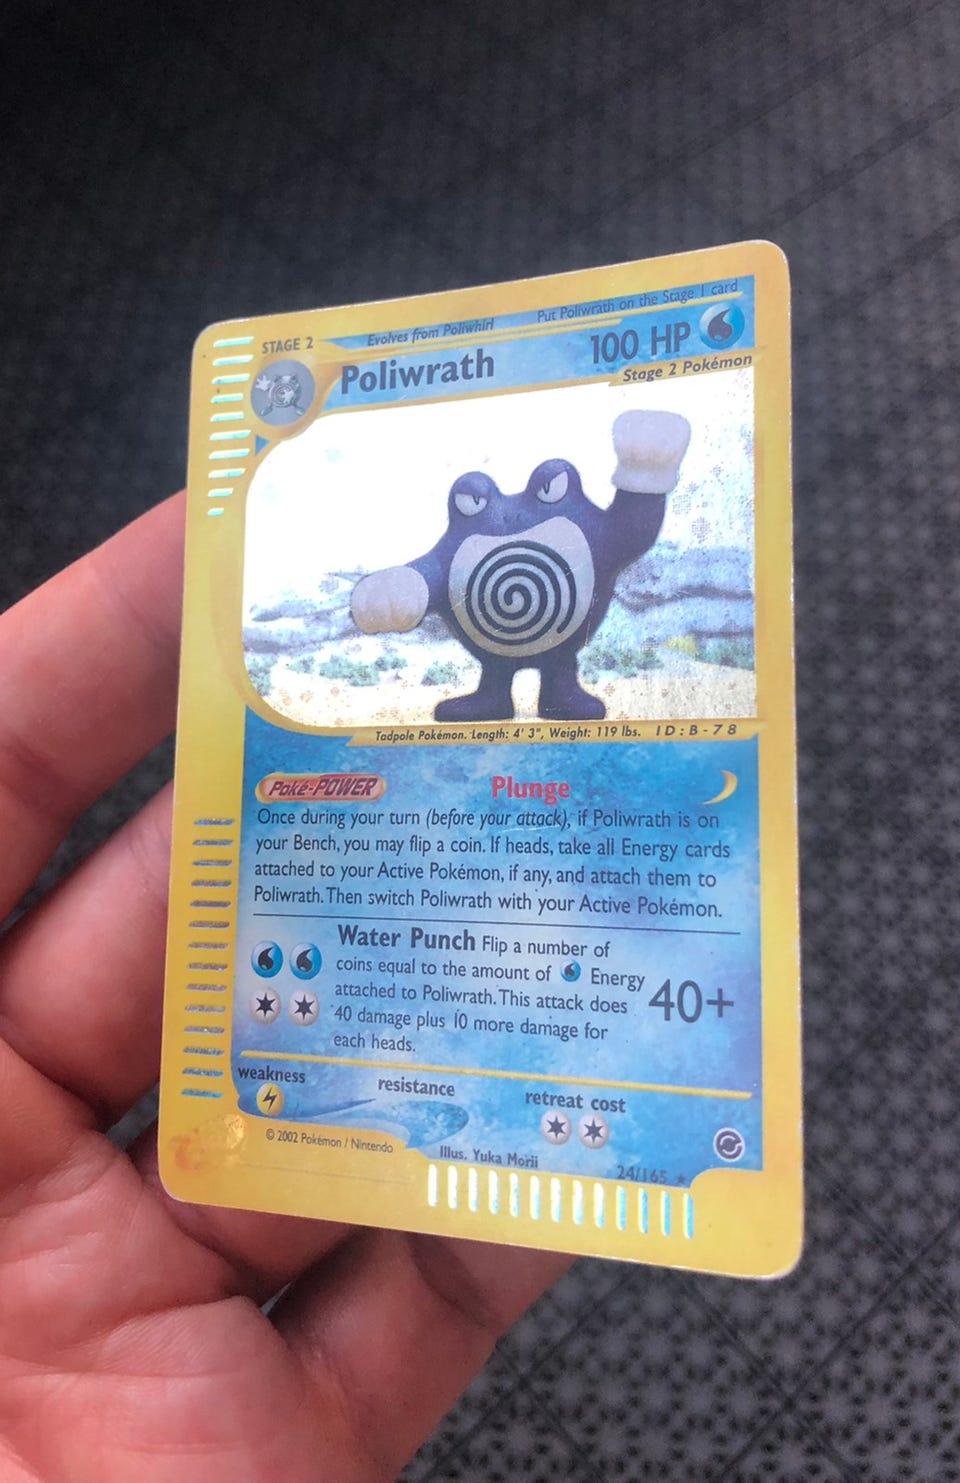 Put Poliwrath on the Stage I card
Evolves from Poliwhirl
STAGE 2
Poliwrath
100 HP
Stage 2 Pokémon
Tadpole Pokémon. Length: 4' 3", Weight: 119 lbs. ID:B-78
Poké-POWER Plunge
Once during your turn (before your attack), if Poliwrath is on
your Bench, you may flip a coin. If heads, take all Energy cards
attached to your Active Pokémon, if any, and attach them to
Poliwrath. Then switch Poliwrath with your Active Pokémon.
Water Punch Flip a number of
coins equal to the amount of Energy
attached to Poliwrath. This attack does
40 damage plus 10 more damage for
each heads.
40+
weakness
resistance
retreat cost
© 2002 Pokémon / Nintendo
Illus. Yuka Morii
24/165